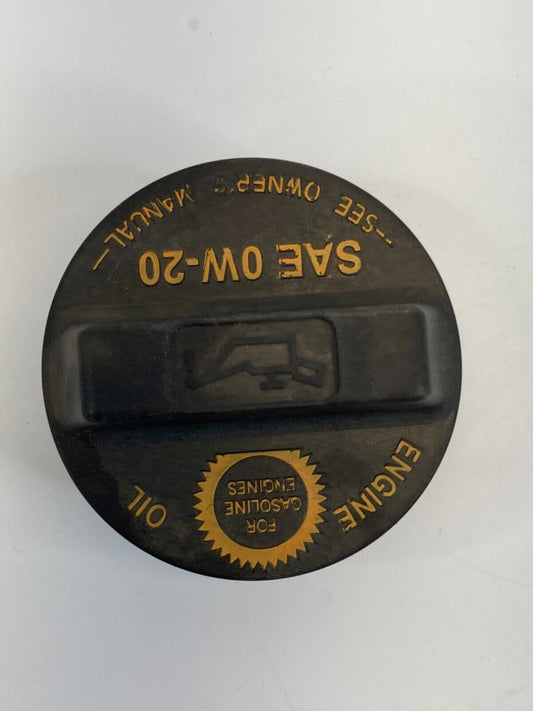 ENGINE OIL
FOR
GASOLINE
ENGINES
SAE 0W-20
--SEE OWNER'S MANUAL--